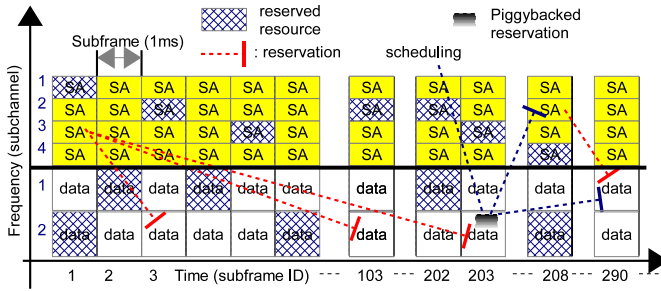 reserved resource
Piggybacked reservation
Subframe (1ms)
: reservation
scheduling
Frequency (subchannel)
1 SA SA SA SA SA SA SA SA SA SA SA
2 SA SA SA SA SA SA SA SA SA SA SA
3 SA SA SA SA SA SA SA SA SA SA SA
4 SA SA SA SA SA SA SA SA SA SA SA
1 data data data data data data data data data data data
2 data data data data data data data data data data data
1 2 3 Time (subframe ID) 103 202 203 208 290